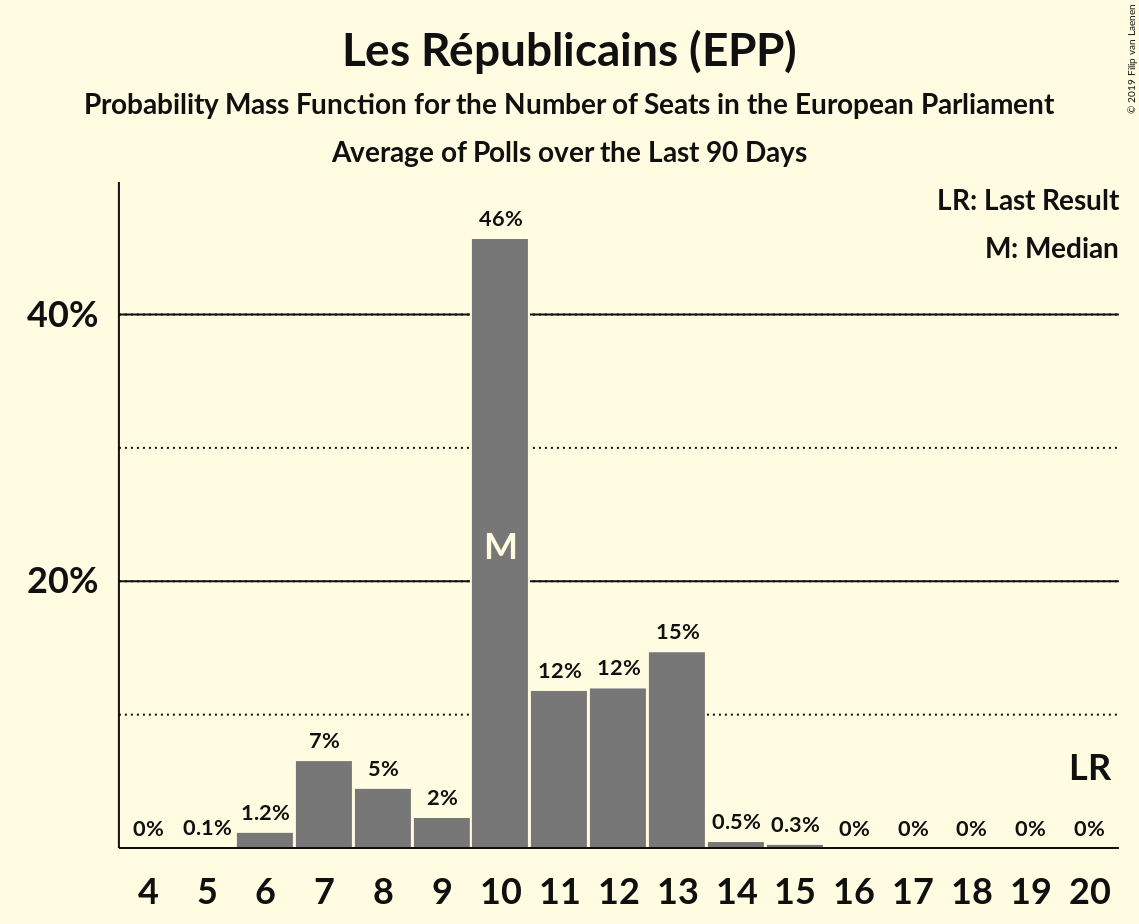 Les Républicains (EPP)
Probability Mass Function for the Number of Seats in the European Parliament
Average of Polls over the Last 90 Days
© 2019 Filip van Laenen
LR: Last Result
M: Median
46%
40%
M
20%
15%
12% 12%
LR
7%
5%
2%
1.2%
0% 0.1% 0.5% 0.3% 0% 0% 0% 0% 0%
4 5 6 7 8 9 10 11 12 13 14 15 16 17 18 19 20